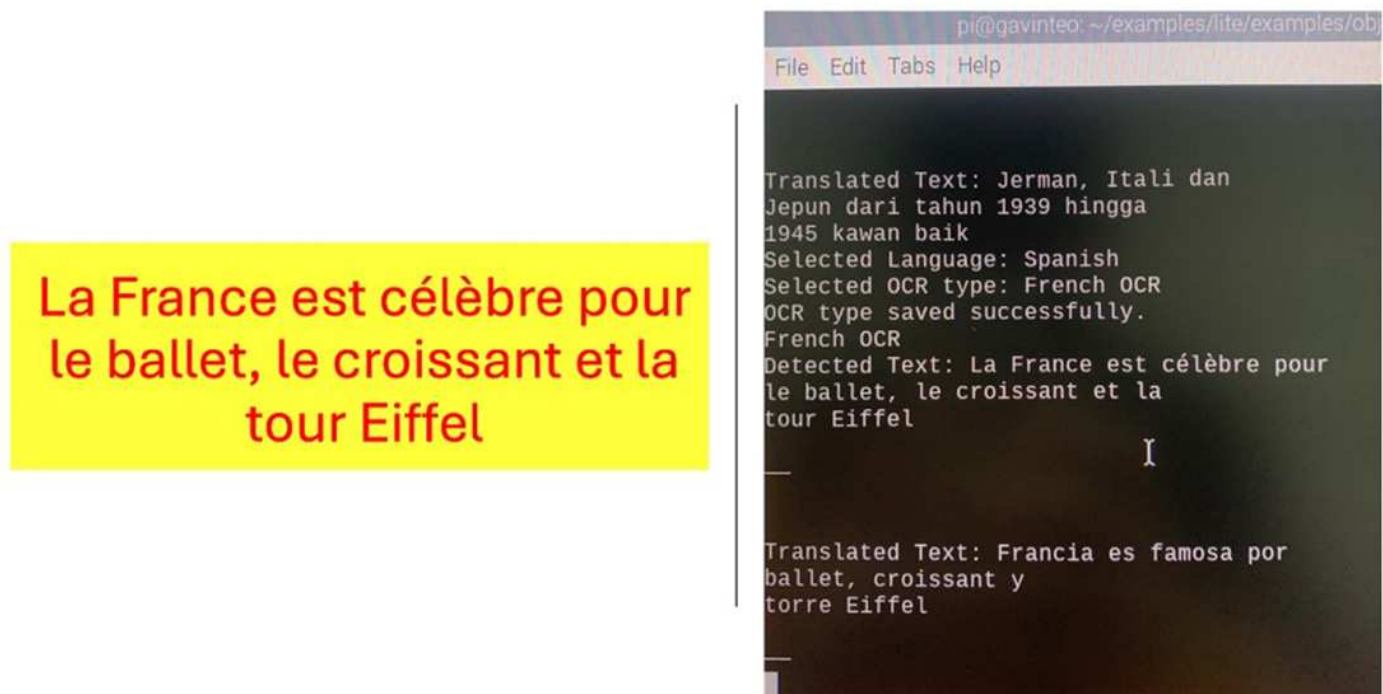 La France est célèbre pour
le ballet, le croissant et la
tour Eiffel
pi@gavinteo: ~/examples/lite/examples/obj
File Edit Tabs Help
Translated Text: Jerman, Itali dan
Jepun dari tahun 1939 hingga
1945 kawan baik
Selected Language: Spanish
Selected OCR type: French OCR
OCR type saved successfully.
French OCR
Detected Text: La France est célèbre pour
le ballet, le croissant et la
tour Eiffel
Translated Text: Francia es famosa por
ballet, croissant y
torre Eiffel